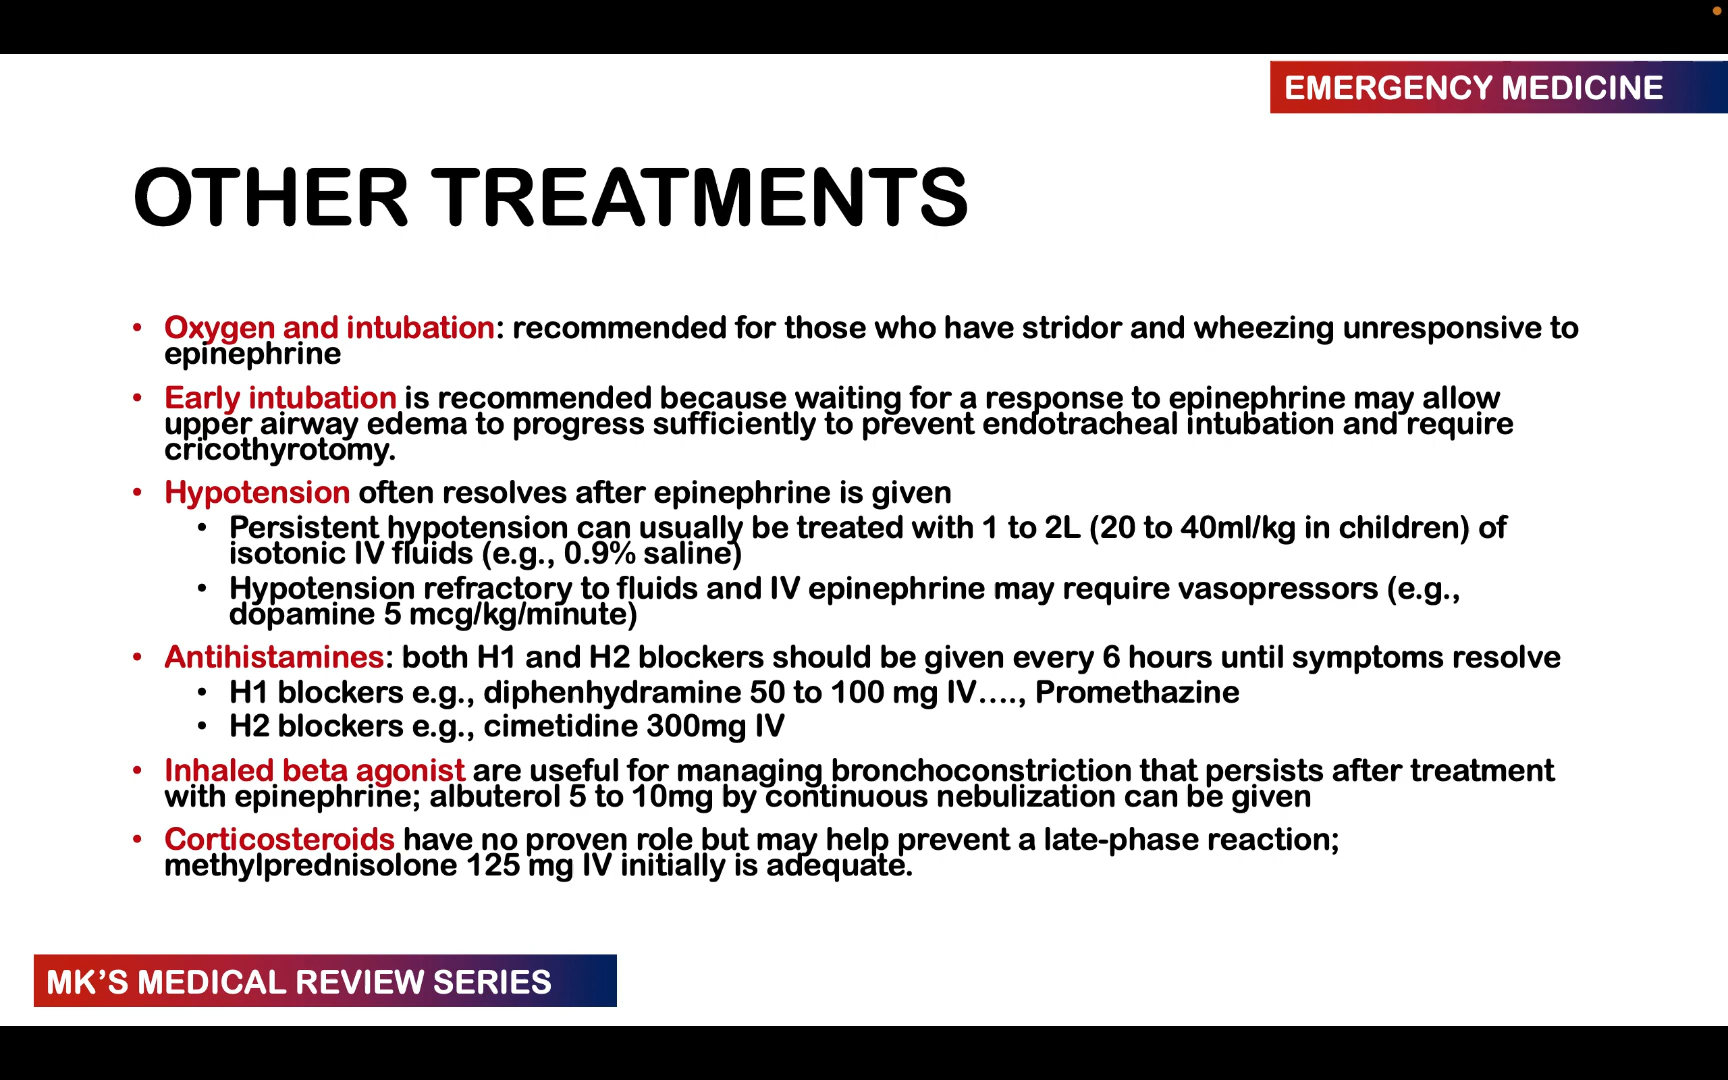 EMERGENCY MEDICINE
OTHER TREATMENTS
• Oxygen and intubation: recommended for those who have stridor and wheezing unresponsive to
epinephrine
• Early intubation is recommended because waiting for a response to epinephrine may allow
upper airway edema to progress sufficiently to prevent endotracheal intubation and require
cricothyrotomy.
• Hypotension often resolves after epinephrine is given
• Persistent hypotension can usually be treated with 1 to 2L (20 to 40ml/kg in children) of
isotonic IV fluids (e.g., 0.9% saline)
• Hypotension refractory to fluids and IV epinephrine may require vasopressors (e.g.,
dopamine 5 mcg/kg/minute)
• Antihistamines: both H1 and H2 blockers should be given every 6 hours until symptoms resolve
• H1 blockers e.g., diphenhydramine 50 to 100 mg IV...., Promethazine
• H2 blockers e.g., cimetidine 300mg IV
• Inhaled beta agonist are useful for managing bronchoconstriction that persists after treatment
with epinephrine; albuterol 5 to 10mg by continuous nebulization can be given
• Corticosteroids have no proven role but may help prevent a late-phase reaction;
methylprednisolone 125 mg IV initially is adequate.
MK'S MEDICAL REVIEW SERIES